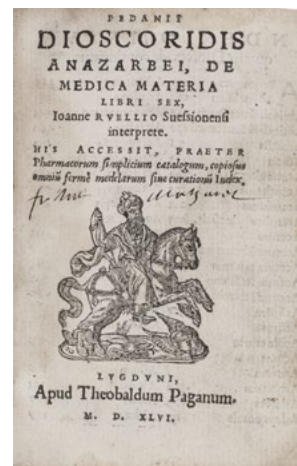 PEDANII
DIOSCORIDIS
ANAZARBEI, DE
MEDICA MATERIA
LIBRI SEX,
Ioanne RVELLIO Suessionensi
interprete.
HIS ACCESSIT, PRAETER
Pharmacorum simplicium catalogum, copiosus
omniũ fermè medelarum siue curationũ Index.
LVGDVNI,
Apud Theobaldum Paganum.
M. D. XLVI.